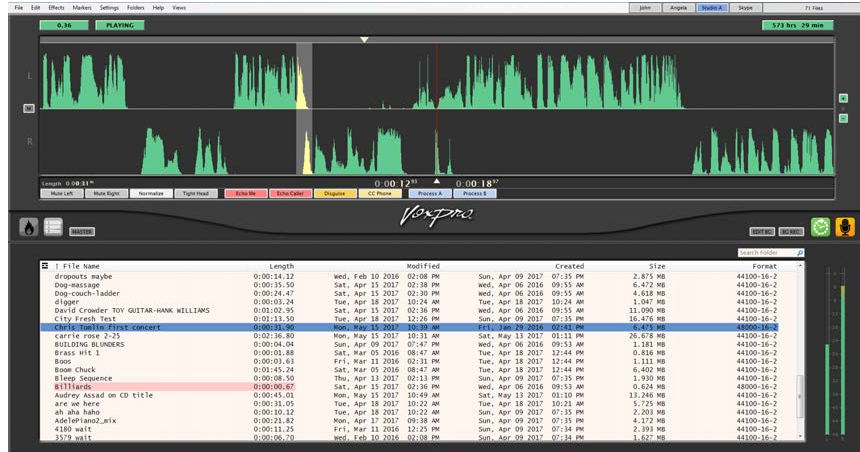 File Edit Effects Markers Settings Folders Help Views John Angela Studio A Skype 71 Files
0.36 PLAYING 573 hrs 29 min
L
R
Length 0:00:31
0:00:12 93 0:00:18 97
Mute Left Mute Right Normalize Tight Head Echo Me Echo Caller Disguise CC Phone Process A Process B
VoxPro
MASTER EDIT BC BC REC
Search Folder
File Name Length Modified Created Size Format
dropouts maybe 0:00:14.12 Wed, Feb 10 2016 02:08 PM Sun, Apr 09 2017 07:35 PM 2.875 MB 44100-16-2
Dog-massage 0:00:35.50 Sat, Apr 15 2017 02:38 PM Wed, Apr 06 2016 09:55 AM 6.472 MB 44100-16-2
Dog-couch-ladder 0:00:24.47 Sat, Apr 15 2017 02:30 PM Wed, Apr 06 2016 09:55 AM 4.618 MB 44100-16-2
digger 0:00:03.24 Tue, Apr 18 2017 10:24 AM Tue, Apr 18 2017 10:24 AM 1.047 MB 44100-16-2
David Crowder TOY GUITAR-HANK WILLIAMS 0:01:02.95 Sat, Apr 15 2017 02:36 PM Wed, Apr 06 2016 09:55 AM 11.090 MB 44100-16-2
City Fresh Test 0:01:13.50 Tue, Apr 18 2017 12:26 PM Sun, Apr 09 2017 07:35 PM 16.476 MB 44100-16-2
Chris Tomlin first concert 0:00:31.90 Mon, May 15 2017 10:39 AM Fri, Jan 29 2016 02:41 PM 6.475 MB 48000-16-2
carrie rose 2-25 0:02:36.80 Mon, May 15 2017 10:31 AM Sat, May 13 2017 01:11 PM 26.678 MB 44100-16-2
BUILDING BLUNDERS 0:00:04.04 Sun, Apr 09 2017 07:47 PM Wed, Apr 06 2016 09:53 AM 1.181 MB 44100-16-2
Brass Hit 1 0:00:01.88 Sat, Mar 05 2016 08:47 AM Tue, Apr 18 2017 12:44 PM 0.816 MB 44100-16-2
Boos 0:00:03.63 Fri, Mar 11 2016 02:31 PM Tue, Apr 18 2017 12:44 PM 1.111 MB 44100-16-2
Boom Chuck 0:01:45.24 Sat, Mar 05 2016 08:47 AM Tue, Apr 18 2017 12:44 PM 6.402 MB 44100-16-2
Bleep Sequence 0:00:08.50 Thu, Apr 13 2017 02:13 PM Sun, Apr 09 2017 07:35 PM 1.930 MB 44100-16-2
Billiards 0:00:00.67 Sat, Apr 15 2017 02:36 PM Wed, Apr 06 2016 09:53 AM 0.624 MB 48000-16-2
Audrey Assad on CD title 0:00:45.01 Mon, May 15 2017 10:49 AM Sat, May 13 2017 01:10 PM 13.246 MB 44100-16-2
are we here 0:00:31.05 Tue, Apr 18 2017 10:22 AM Tue, Apr 18 2017 10:21 AM 5.725 MB 44100-16-2
ah aha haho 0:00:10.12 Tue, Apr 18 2017 10:22 AM Sun, Apr 09 2017 07:35 PM 2.203 MB 44100-16-2
AdelePiano2_mix 0:00:21.82 Mon, Apr 17 2017 09:38 AM Sun, Apr 09 2017 07:35 PM 4.172 MB 44100-16-2
4180 wait 0:00:11.25 Fri, Mar 11 2016 12:25 PM Sun, Apr 09 2017 07:34 PM 2.393 MB 44100-16-2
3579 wait 0:00:06.70 Wed, Feb 10 2016 02:08 PM Sun, Apr 09 2017 07:34 PM 1.627 MB 44100-16-2